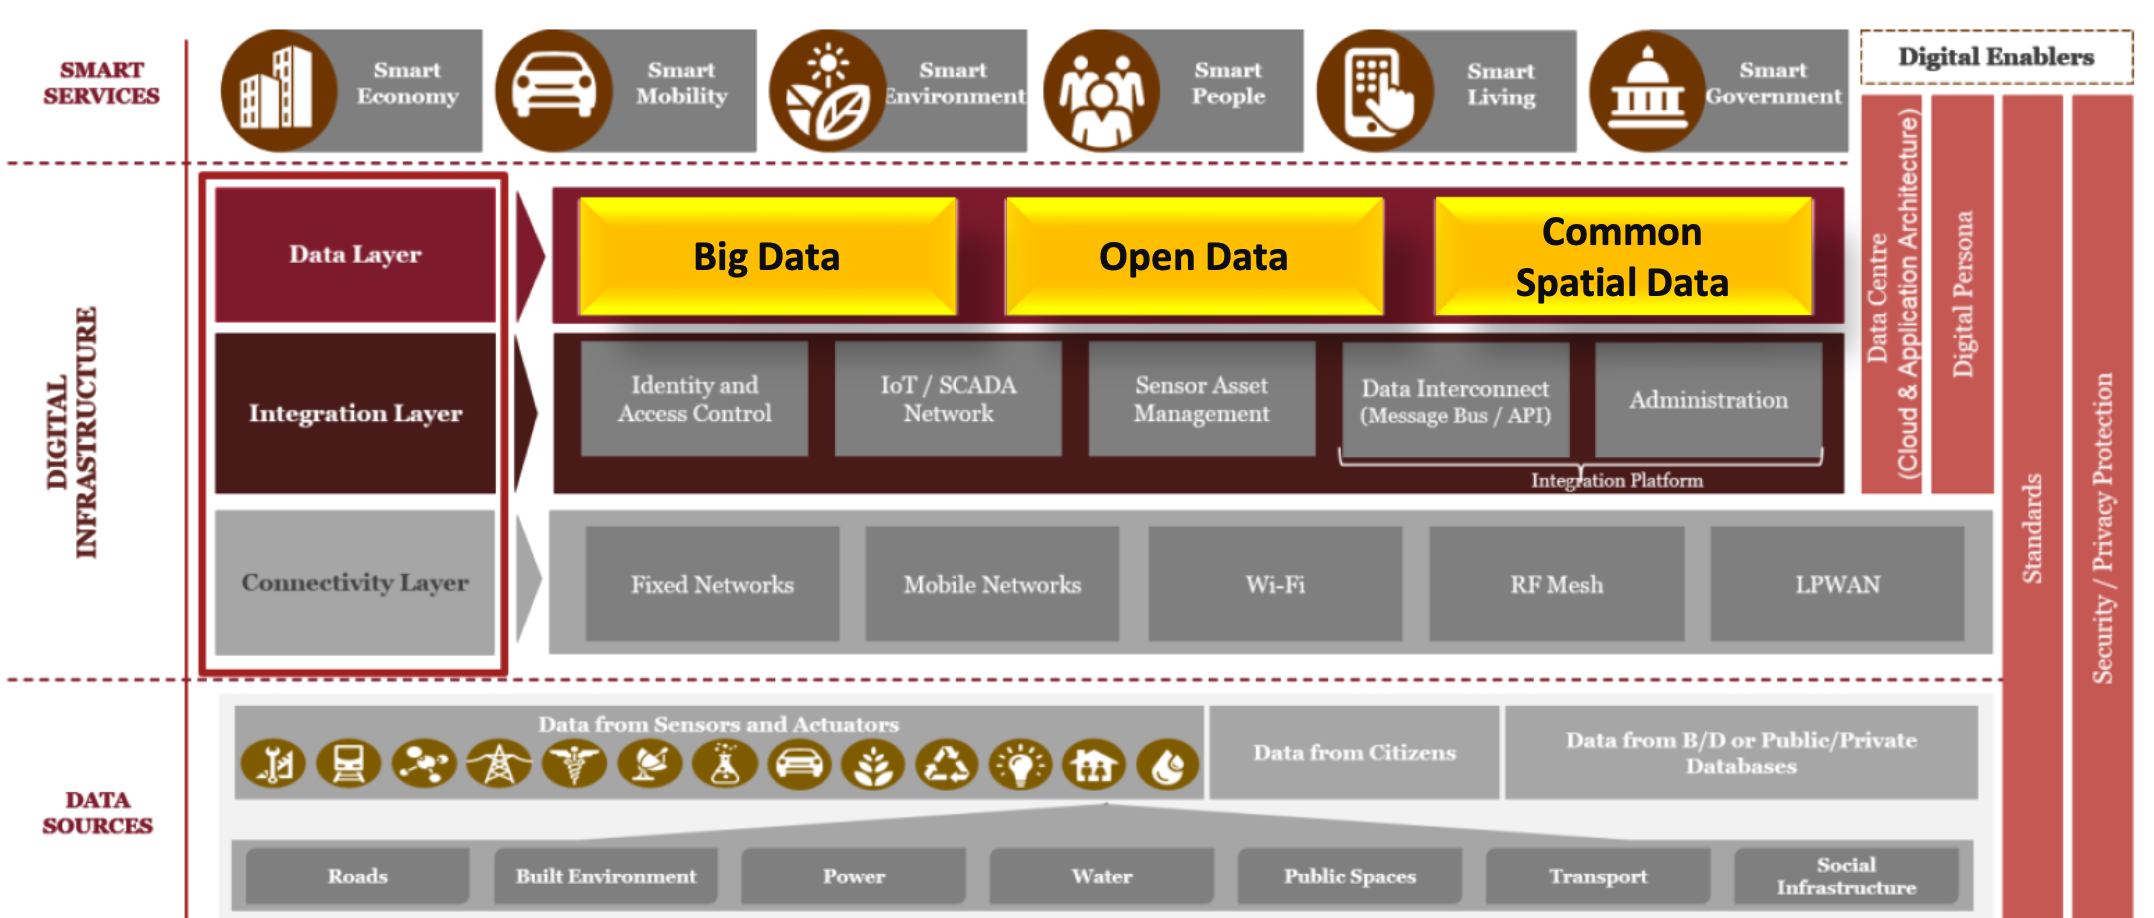 SMART
SERVICES
Smart
Economy
Smart
Mobility
Smart
Environment
Smart
People
Smart
Living
Smart
Government
Digital Enablers
DIGITAL
INFRASTRUCTURE
Data Layer
Big Data
Open Data
Common
Spatial Data
Integration Layer
Identity and
Access Control
IoT / SCADA
Network
Sensor Asset
Management
Data Interconnect
(Message Bus / API)
Administration
Integration Platform
Connectivity Layer
Fixed Networks
Mobile Networks
Wi-Fi
RF Mesh
LPWAN
Data Centre
(Cloud & Application Architecture)
Digital Persona
Standards
Security / Privacy Protection
DATA
SOURCES
Data from Sensors and Actuators
Data from Citizens
Data from B/D or Public/Private
Databases
Roads
Built Environment
Power
Water
Public Spaces
Transport
Social
Infrastructure